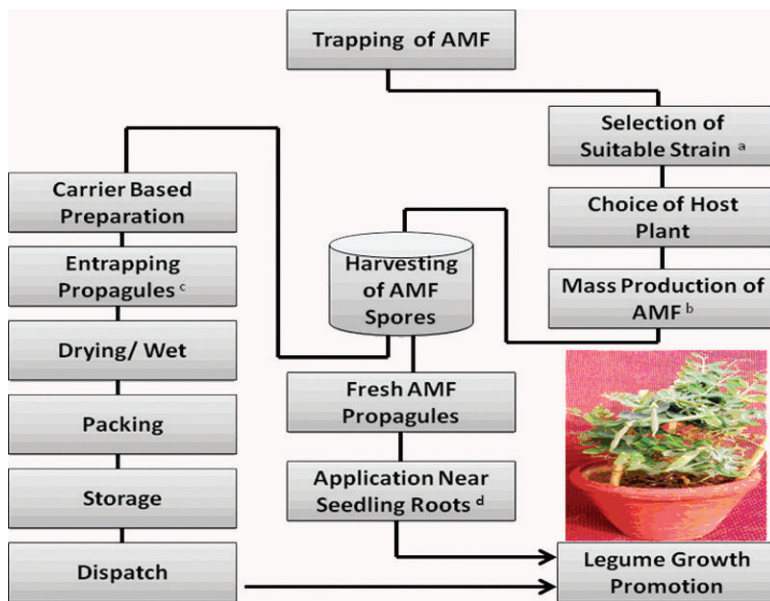 Trapping of AMF
Selection of
Suitable Strain a
Choice of Host
Plant
Mass Production of
AMF b
Harvesting
of AMF
Spores
Carrier Based
Preparation
Entrapping
Propagules c
Drying/ Wet
Packing
Storage
Dispatch
Fresh AMF
Propagules
Application Near
Seedling Roots d
Legume Growth
Promotion